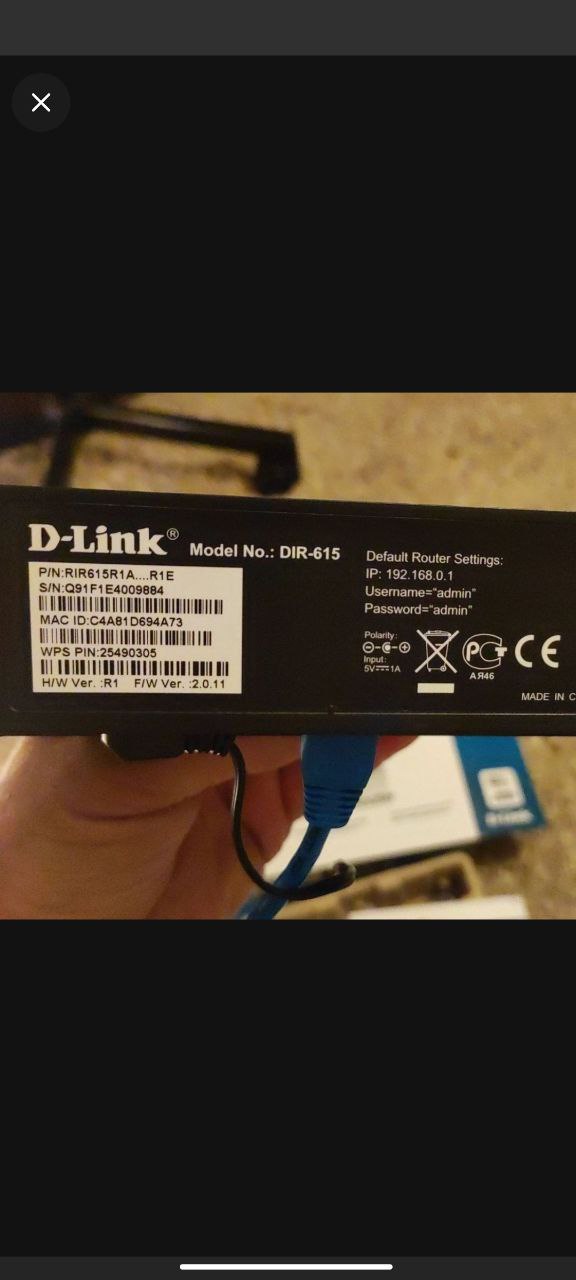 D-Link®
Model No.: DIR-615
P/N:RIR615R1A....R1E
S/N:Q91F1E4009884
MAC ID:C4A81D694A73
WPS PIN:25490305
H/W Ver. :R1 F/W Ver. :2.0.11
Default Router Settings:
IP: 192.168.0.1
Username="admin"
Password="admin"
Polarity:
Input:
5V⎓1A
РСТ
АЯ46
CE
MADE IN C